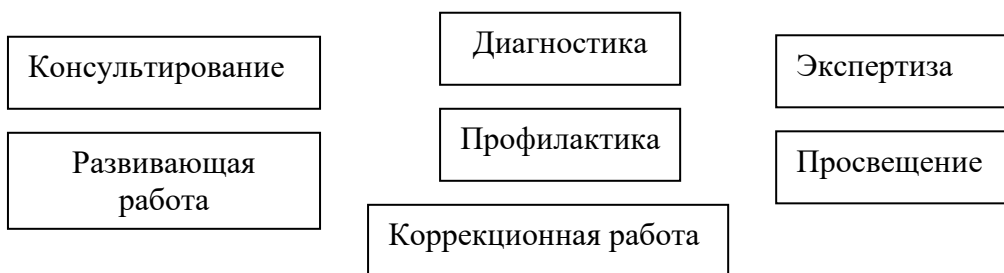 Диагностика
Консультирование
Экспертиза
Профилактика
Развивающая
работа
Просвещение
Коррекционная работа